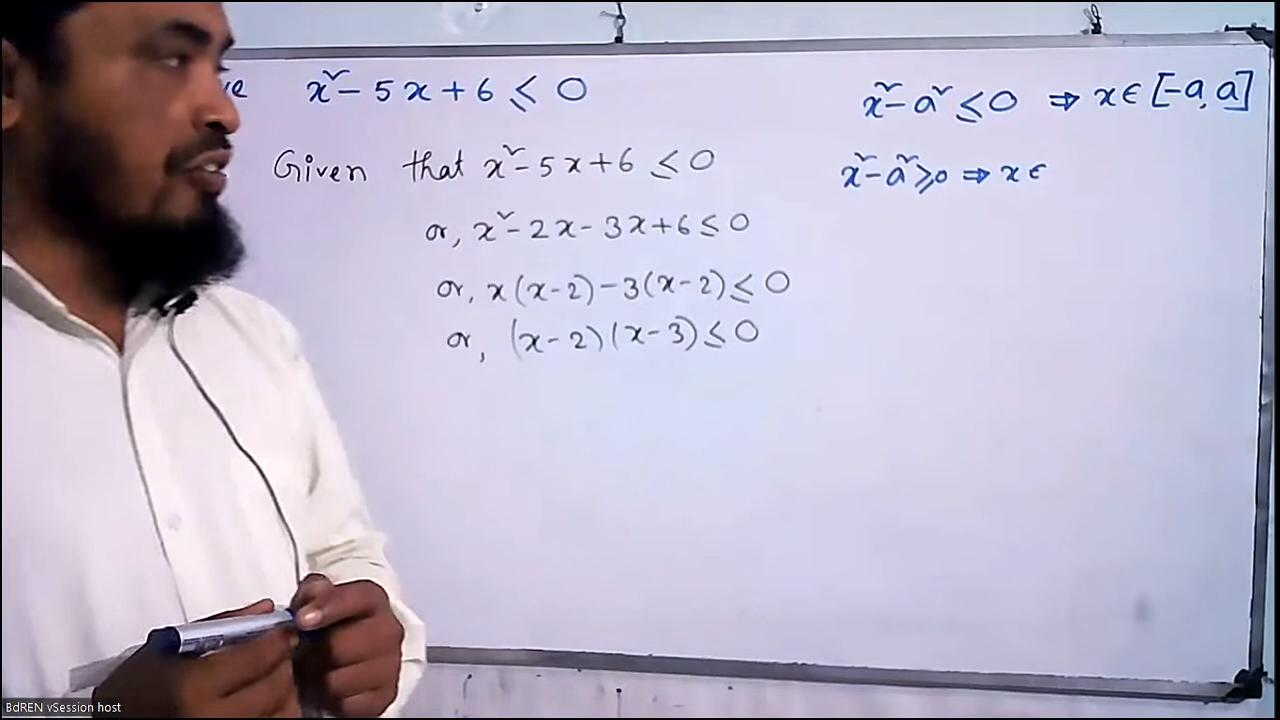 x² - 5x + 6 ≤ 0
Given that x² - 5x + 6 ≤ 0
or, x² - 2x - 3x + 6 ≤ 0
or, x(x-2) - 3(x-2) ≤ 0
or, (x-2)(x-3) ≤ 0
x² - a² ≤ 0 ⇒ x ∈ [-a, a]
x² - a² ≥ 0 ⇒ x ∈
BdREN vSession host